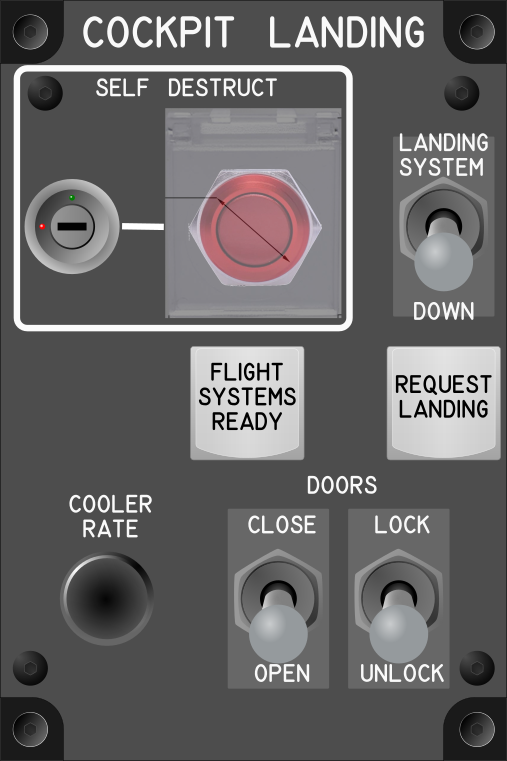 COCKPIT LANDING
SELF DESTRUCT
LANDING
SYSTEM
DOWN
FLIGHT
SYSTEMS
READY
REQUEST
LANDING
DOORS
COOLER
RATE
CLOSE
LOCK
OPEN
UNLOCK